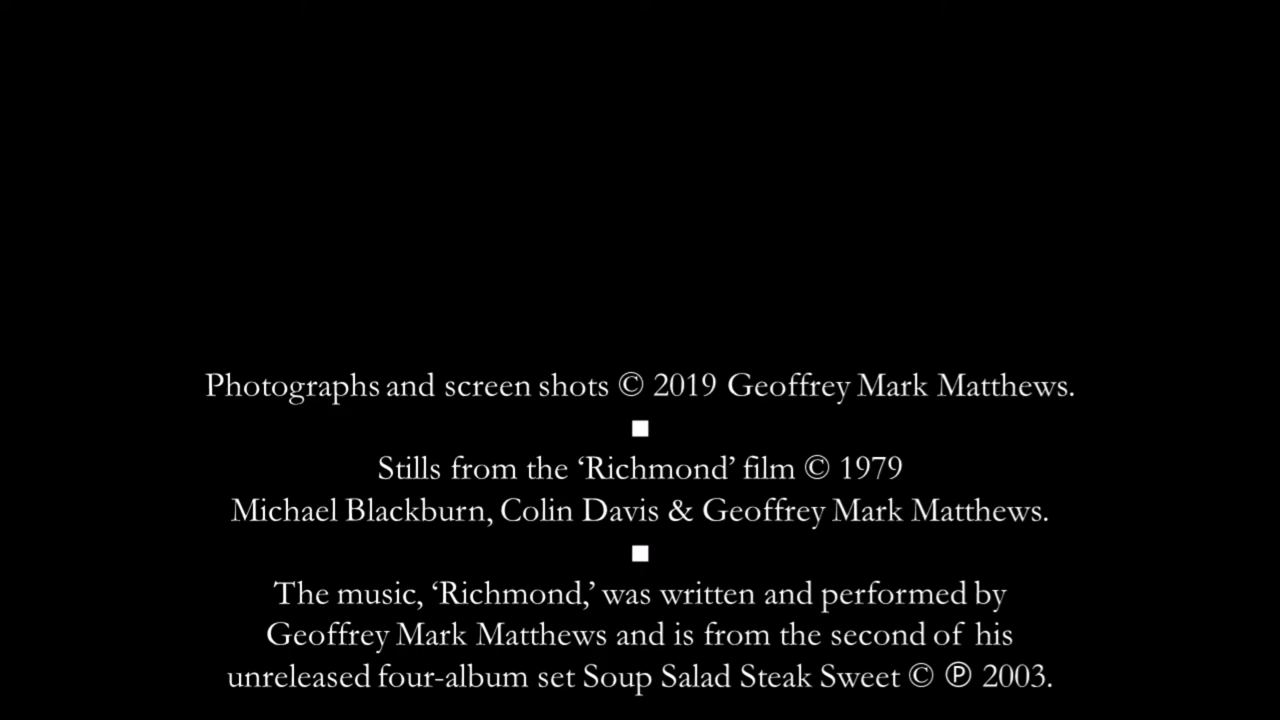 Photographs and screen shots © 2019 Geoffrey Mark Matthews.
■
Stills from the ‘Richmond’ film © 1979
Michael Blackburn, Colin Davis & Geoffrey Mark Matthews.
■
The music, ‘Richmond,’ was written and performed by
Geoffrey Mark Matthews and is from the second of his
unreleased four-album set Soup Salad Steak Sweet © ℗ 2003.